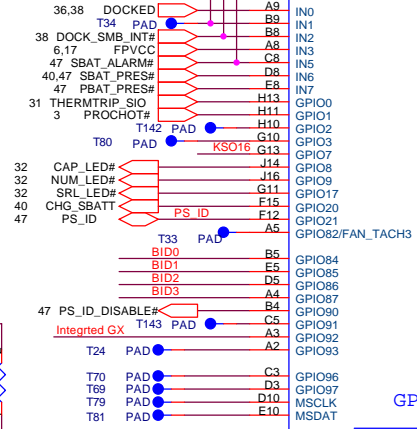 36,38 DOCKED A9 IN0
T34 PAD B9 IN1
38 DOCK_SMB_INT# B8 IN2
6,17 FPVCC A8 IN3
47 SBAT_ALARM# C8 IN5
40,47 SBAT_PRES# D8 IN6
47 PBAT_PRES# E8 IN7
31 THERMTRIP_SIO H13 GPIO0
3 PROCHOT# H11 GPIO1
T142 PAD H10 GPIO2
T80 PAD G10 GPIO3
KSO16 G13 GPIO7
32 CAP_LED# J14 GPIO8
32 NUM_LED# J16 GPIO9
32 SRL_LED# G11 GPIO17
40 CHG_SBATT F15 GPIO20
47 PS_ID PS_ID F12 GPIO21
T33 PAD A5 GPIO82/FAN_TACH3
BID0 B5 GPIO84
BID1 E5 GPIO85
BID2 D5 GPIO86
BID3 A4 GPIO87
47 PS_ID_DISABLE# B4 GPIO90
T143 PAD C5 GPIO91
Integrted GX A3 GPIO92
T24 PAD A2 GPIO93
T70 PAD C3 GPIO96
T69 PAD D3 GPIO97
T79 PAD D10 MSCLK
T81 PAD E10 MSDAT
GP